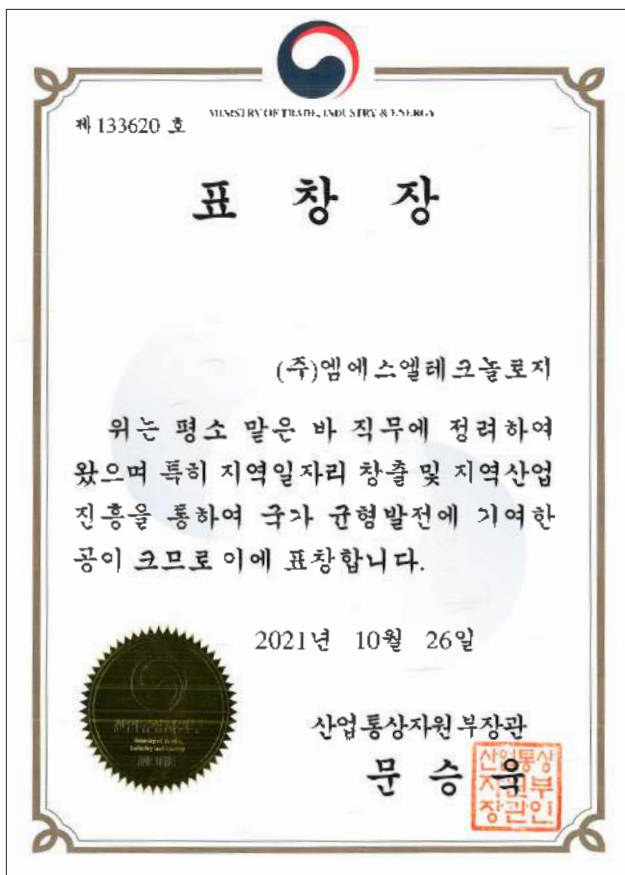 MINISTRY OF TRADE, INDUSTRY & ENERGY
제 133620 호
표 창 장
(주)엠에스엘테크놀로지
위는 평소 맡은 바 직무에 정려하여
왔으며 특히 지역일자리 창출 및 지역산업
진흥을 통하여 국가 균형발전에 기여한
공이 크므로 이에 표창합니다.
2021년 10월 26일
산업통상자원부장관
문 승 욱
산업통상
자원부
장관인